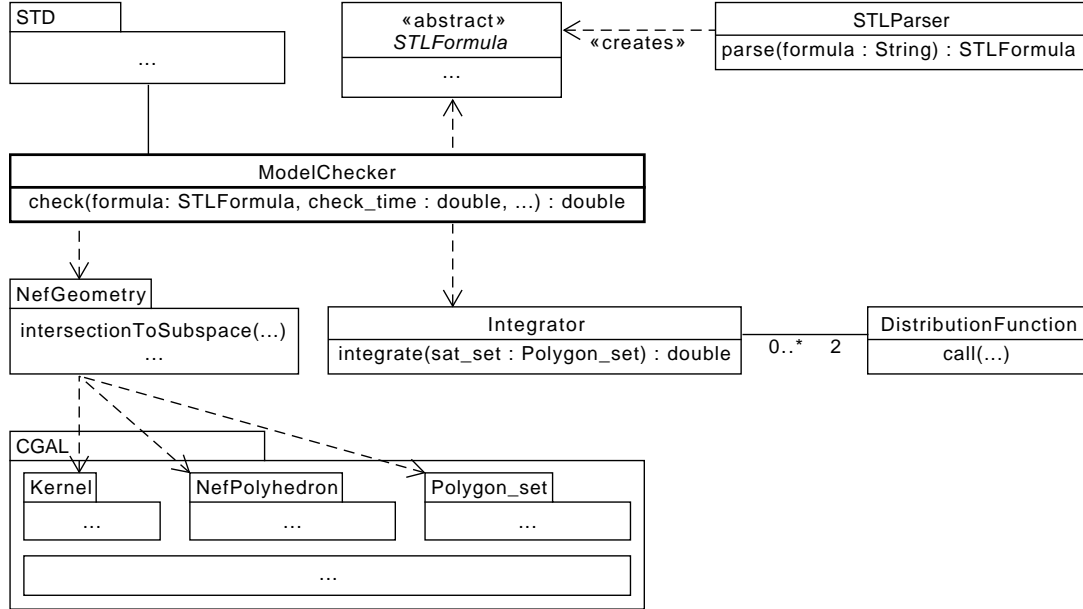 STD
...
«abstract»
STLFormula
...
«creates»
STLParser
parse(formula : String) : STLFormula
ModelChecker
check(formula: STLFormula, check_time : double, ...) : double
NefGeometry
intersectionToSubspace(...)
...
Integrator
integrate(sat_set : Polygon_set) : double
0..* 2
DistributionFunction
call(...)
CGAL
Kernel
...
NefPolyhedron
...
Polygon_set
...
...